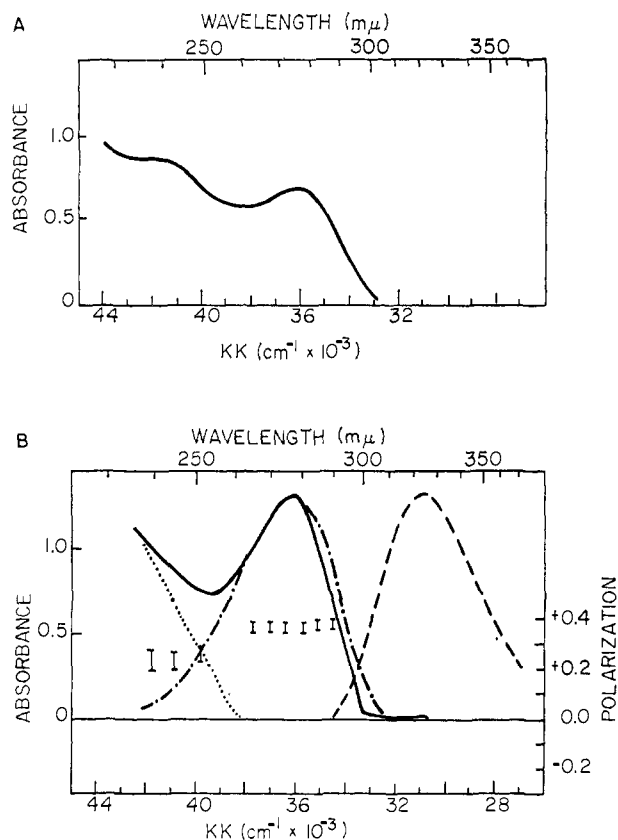 A
WAVELENGTH (mμ)
250 300 350
ABSORBANCE
1.0
0.5
0
44 40 36 32
KK (cm⁻¹ x 10⁻³)
B
WAVELENGTH (mμ)
250 300 350
ABSORBANCE
1.0
0.5
0
+0.4
+0.2
0.0
-0.2
POLARIZATION
44 40 36 32 28
KK (cm⁻¹ x 10⁻³)